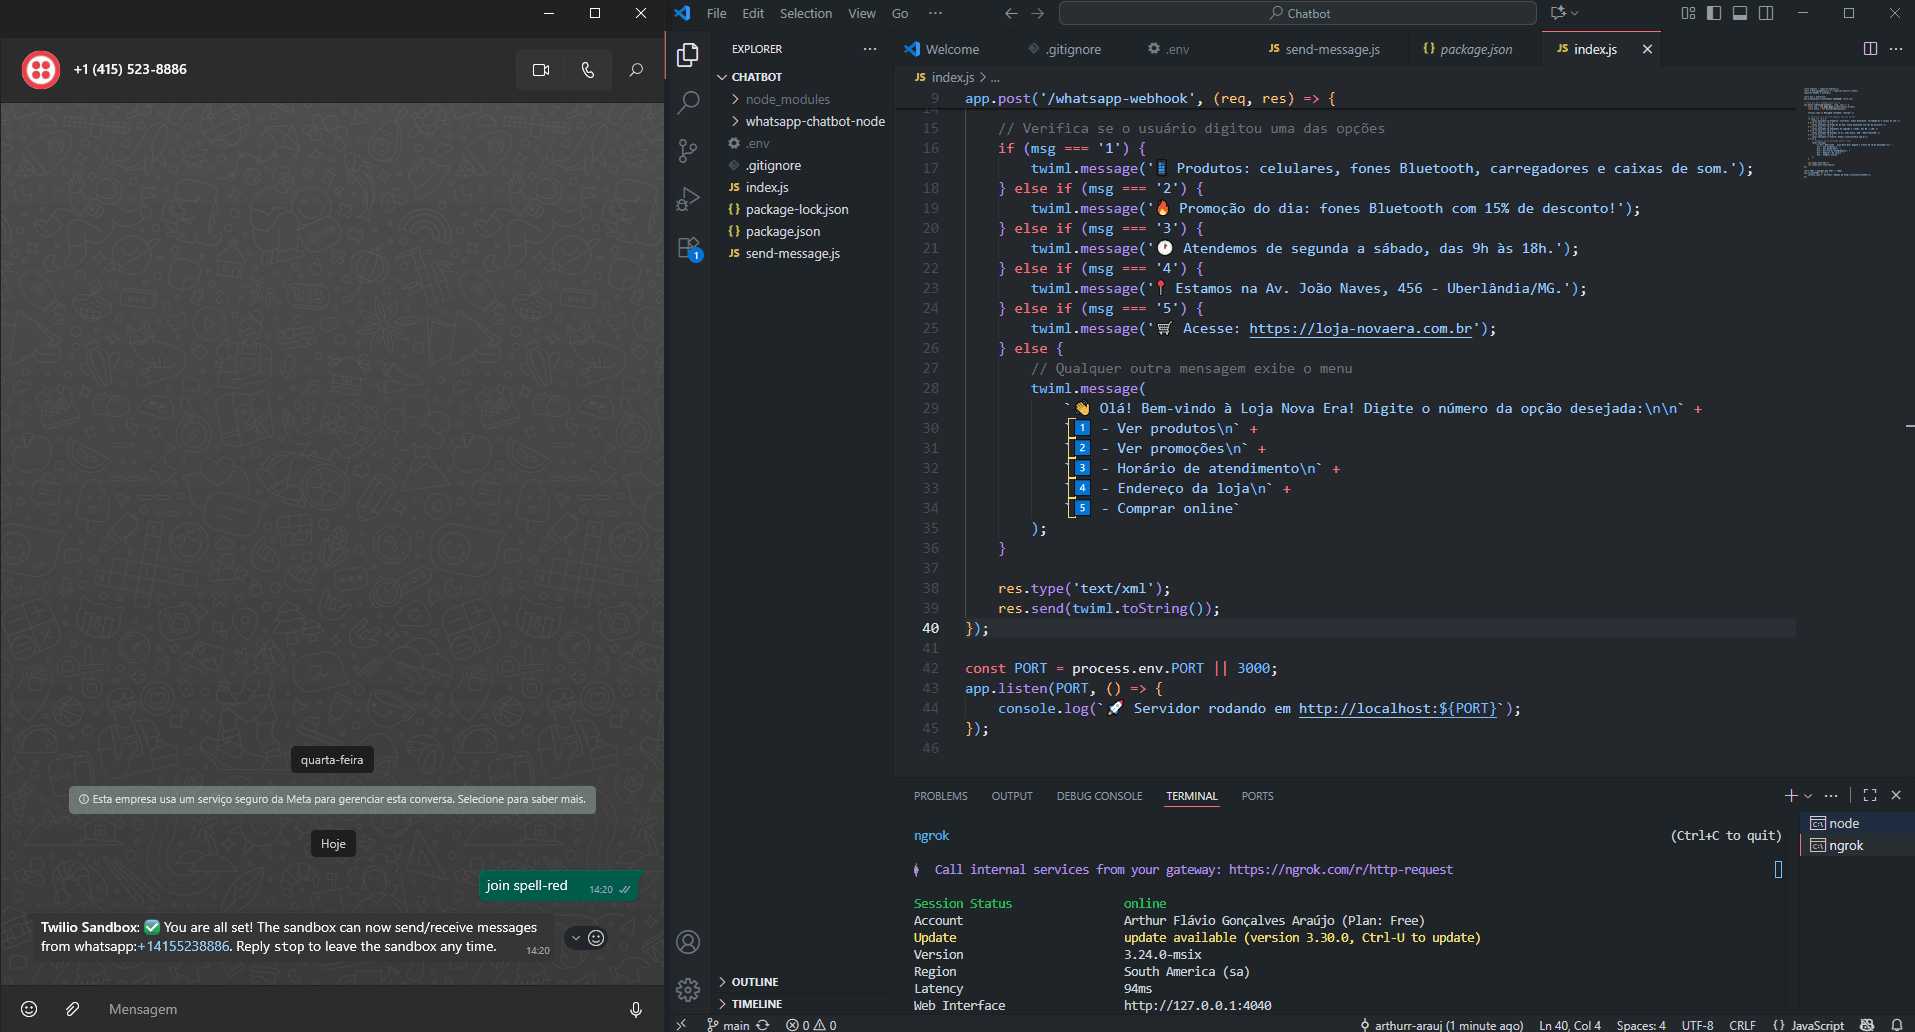 +1 (415) 523-8886
quarta-feira
Esta empresa usa um serviço seguro da Meta para gerenciar esta conversa. Selecione para saber mais.
Hoje
join spell-red 14:20
Twilio Sandbox: ✅ You are all set! The sandbox can now send/receive messages
from whatsapp:+14155238886. Reply stop to leave the sandbox any time. 14:20
Mensagem
File Edit Selection View Go ···
Chatbot
EXPLORER ···
CHATBOT
node_modules
whatsapp-chatbot-node
.env
.gitignore
JS index.js
{} package-lock.json
{} package.json
JS send-message.js
OUTLINE
TIMELINE
1
Welcome .gitignore .env JS send-message.js {} package.json JS index.js
JS index.js > ...
9 app.post('/whatsapp-webhook', (req, res) => {
15 // Verifica se o usuário digitou uma das opções
16 if (msg === '1') {
17 twiml.message('📱 Produtos: celulares, fones Bluetooth, carregadores e caixas de som.');
18 } else if (msg === '2') {
19 twiml.message('🔥 Promoção do dia: fones Bluetooth com 15% de desconto!');
20 } else if (msg === '3') {
21 twiml.message('🕐 Atendemos de segunda a sábado, das 9h às 18h.');
22 } else if (msg === '4') {
23 twiml.message('📍 Estamos na Av. João Naves, 456 - Uberlândia/MG.');
24 } else if (msg === '5') {
25 twiml.message('🛒 Acesse: https://loja-novaera.com.br');
26 } else {
27 // Qualquer outra mensagem exibe o menu
28 twiml.message(
29 `👋 Olá! Bem-vindo à Loja Nova Era! Digite o número da opção desejada:\n\n` +
30 `1️⃣ - Ver produtos\n` +
31 `2️⃣ - Ver promoções\n` +
32 `3️⃣ - Horário de atendimento\n` +
33 `4️⃣ - Endereço da loja\n` +
34 `5️⃣ - Comprar online`
35 );
36 }
37
38 res.type('text/xml');
39 res.send(twiml.toString());
40 });
41
42 const PORT = process.env.PORT || 3000;
43 app.listen(PORT, () => {
44 console.log(`🚀 Servidor rodando em http://localhost:${PORT}`);
45 });
46
PROBLEMS OUTPUT DEBUG CONSOLE TERMINAL PORTS
node
ngrok
ngrok (Ctrl+C to quit)
Call internal services from your gateway: https://ngrok.com/r/http-request
Session Status online
Account Arthur Flávio Gonçalves Araújo (Plan: Free)
Update update available (version 3.30.0, Ctrl-U to update)
Version 3.24.0-msix
Region South America (sa)
Latency 94ms
Web Interface http://127.0.0.1:4040
main 0 0 arthurr-arauj (1 minute ago) Ln 40, Col 4 Spaces: 4 UTF-8 CRLF {} JavaScript